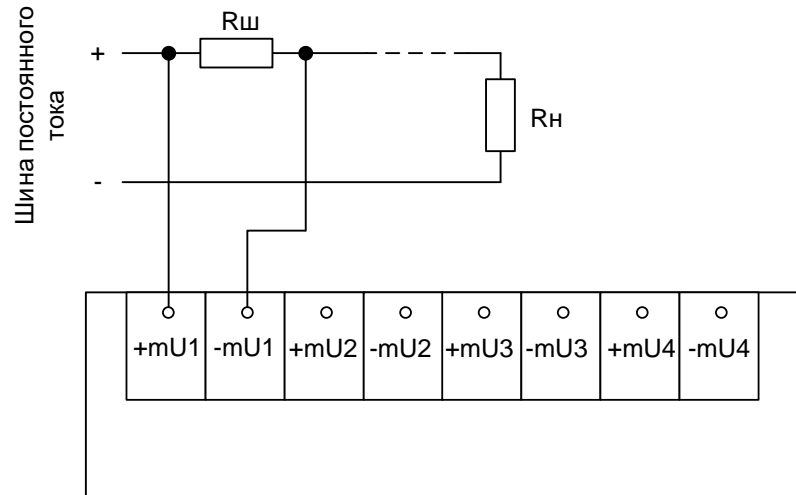 Rш
+
Шина постоянного
тока
Rн
-
+mU1 -mU1 +mU2 -mU2 +mU3 -mU3 +mU4 -mU4